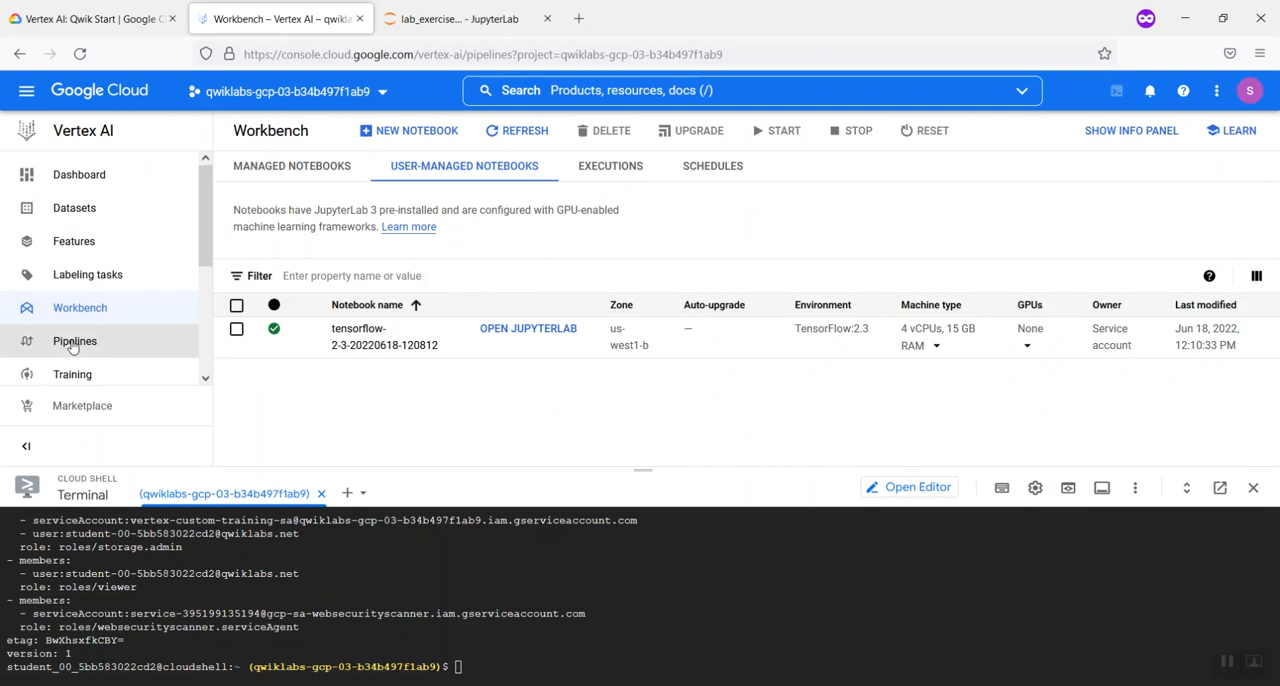 Vertex AI: Qwik Start | Google C
Workbench – Vertex AI – qwikla
lab_exercise... - JupyterLab
https://console.cloud.google.com/vertex-ai/pipelines?project=qwiklabs-gcp-03-b34b497f1ab9
Google Cloud
qwiklabs-gcp-03-b34b497f1ab9
Search Products, resources, docs (/)
S
Vertex AI
Workbench
NEW NOTEBOOK
REFRESH
DELETE
UPGRADE
START
STOP
RESET
SHOW INFO PANEL
LEARN
Dashboard
Datasets
Features
Labeling tasks
Workbench
Pipelines
Training
Marketplace
MANAGED NOTEBOOKS
USER-MANAGED NOTEBOOKS
EXECUTIONS
SCHEDULES
Notebooks have JupyterLab 3 pre-installed and are configured with GPU-enabled
machine learning frameworks. Learn more
Filter Enter property name or value
Notebook name
Zone
Auto-upgrade
Environment
Machine type
GPUs
Owner
Last modified
tensorflow-
2-3-20220618-120812
OPEN JUPYTERLAB
us-
west1-b
—
TensorFlow:2.3
4 vCPUs, 15 GB
RAM
None
Service
account
Jun 18, 2022,
12:10:33 PM
CLOUD SHELL
Terminal
(qwiklabs-gcp-03-b34b497f1ab9)
Open Editor
- serviceAccount:vertex-custom-training-sa@qwiklabs-gcp-03-b34b497f1ab9.iam.gserviceaccount.com
- user:student-00-5bb583022cd2@qwiklabs.net
role: roles/storage.admin
- members:
- user:student-00-5bb583022cd2@qwiklabs.net
role: roles/viewer
- members:
- serviceAccount:service-395199135194@gcp-sa-websecurityscanner.iam.gserviceaccount.com
role: roles/websecurityscanner.serviceAgent
etag: BwXhsxfkCBY=
version: 1
student_00_5bb583022cd2@cloudshell:~ (qwiklabs-gcp-03-b34b497f1ab9)$